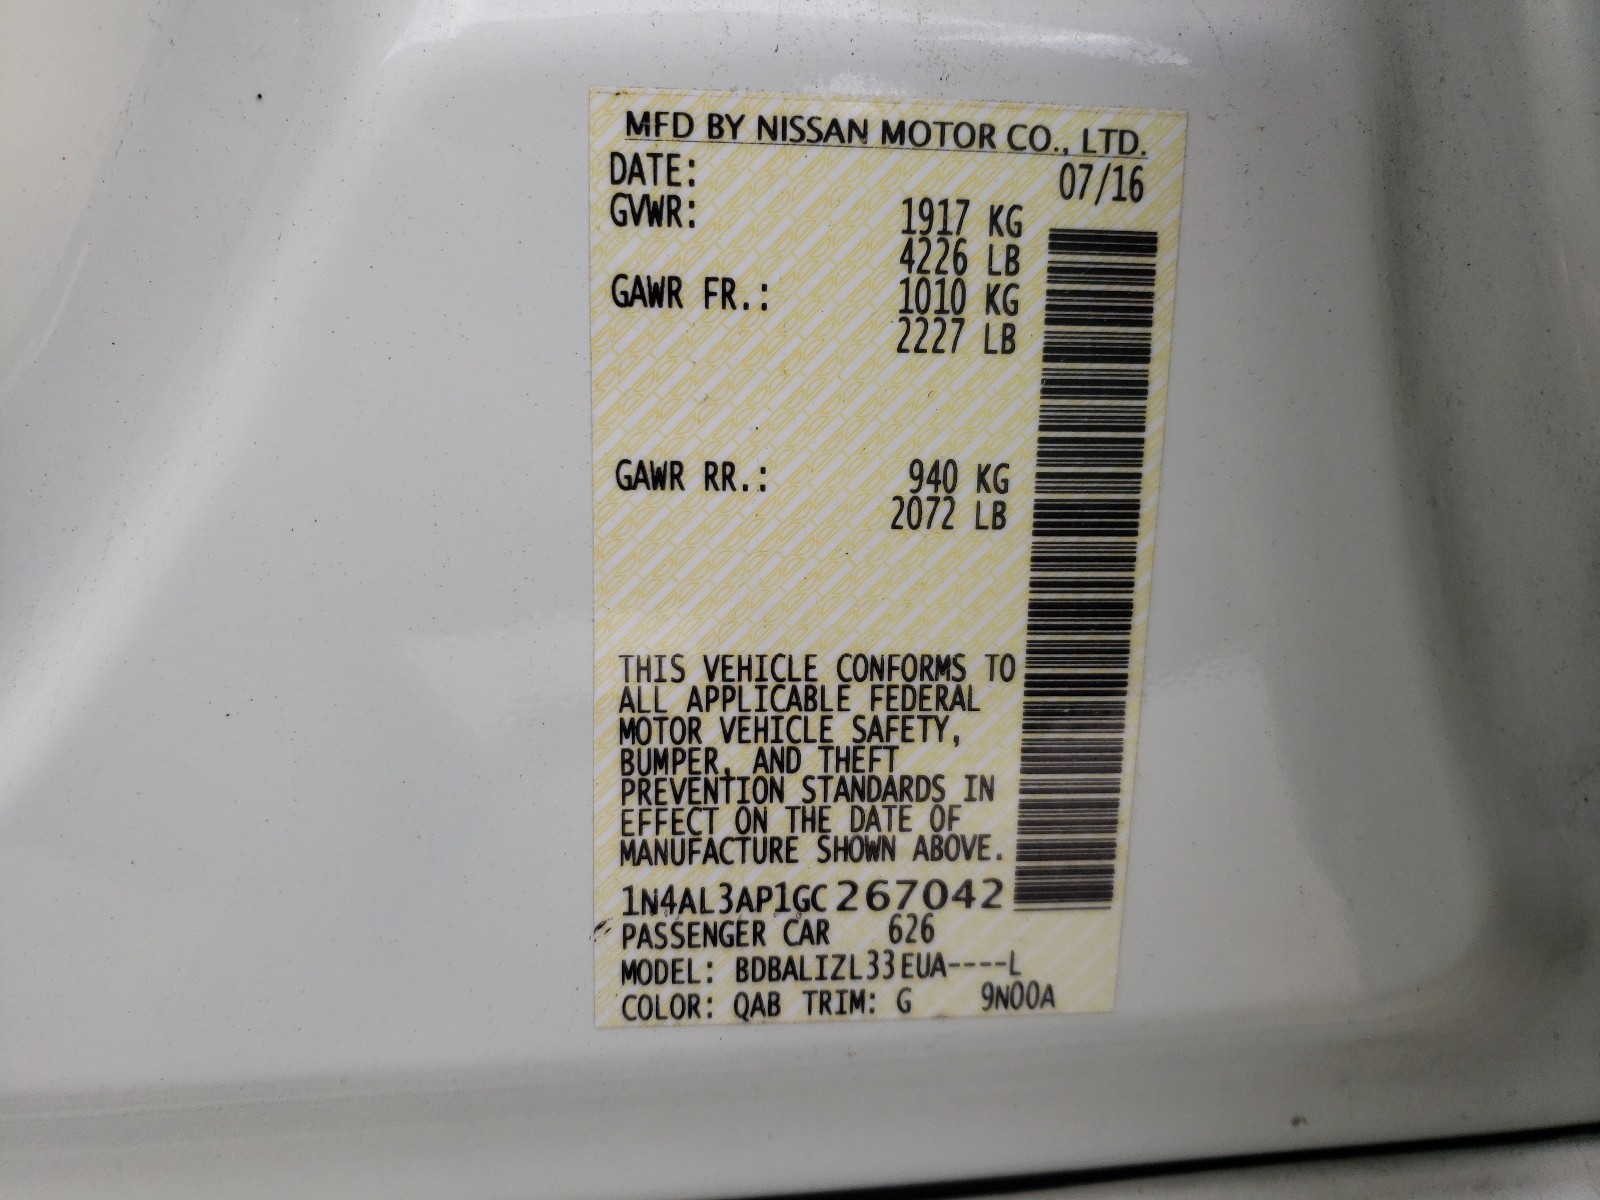 MFD BY NISSAN MOTOR CO., LTD.
DATE: 07/16
GVWR: 1917 KG
4226 LB
GAWR FR.: 1010 KG
2227 LB
GAWR RR.: 940 KG
2072 LB
THIS VEHICLE CONFORMS TO
ALL APPLICABLE FEDERAL
MOTOR VEHICLE SAFETY,
BUMPER, AND THEFT
PREVENTION STANDARDS IN
EFFECT ON THE DATE OF
MANUFACTURE SHOWN ABOVE.
1N4AL3AP1GC267042
PASSENGER CAR 626
MODEL: BDBALIZL33EUA----L
COLOR: QAB TRIM: G 9N00A